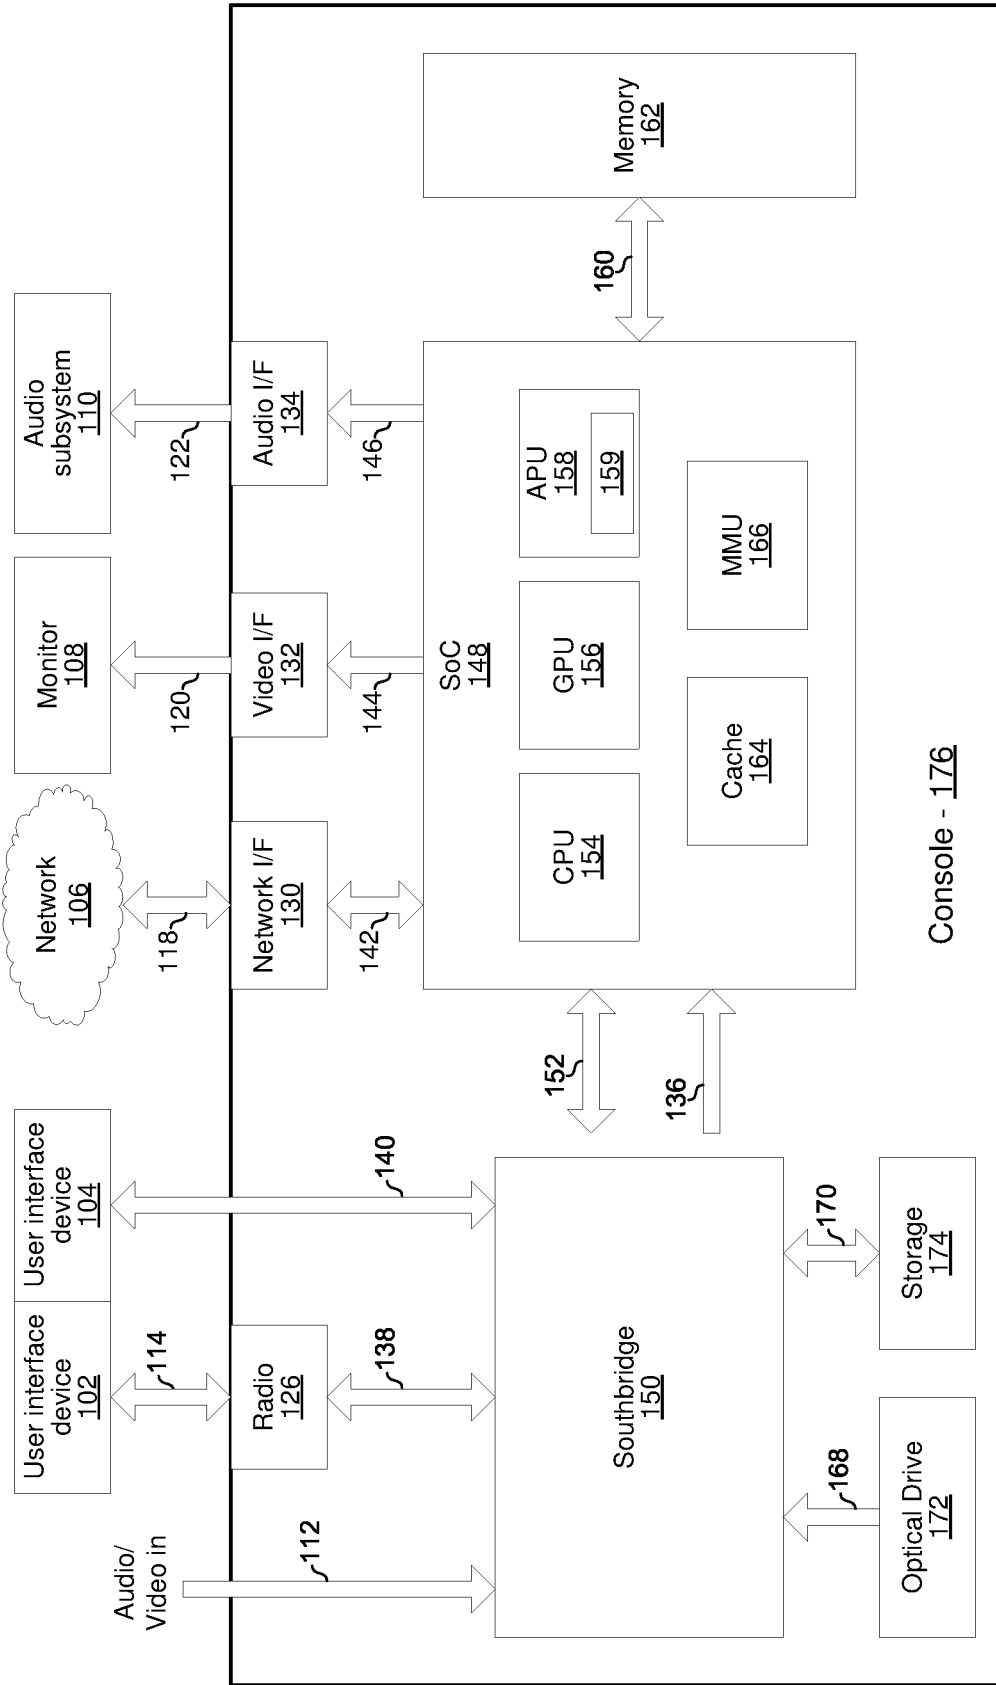 Audio/
Video in
User interface
device
102
User interface
device
104
Network
106
Monitor
108
Audio
subsystem
110
112
114
118
120
122
Radio
126
Network I/F
130
Video I/F
132
Audio I/F
134
138
140
142
144
146
Southbridge
150
152
136
SoC
148
CPU
154
GPU
156
APU
158
159
Cache
164
MMU
166
160
Memory
162
168
170
Optical Drive
172
Storage
174
Console - 176